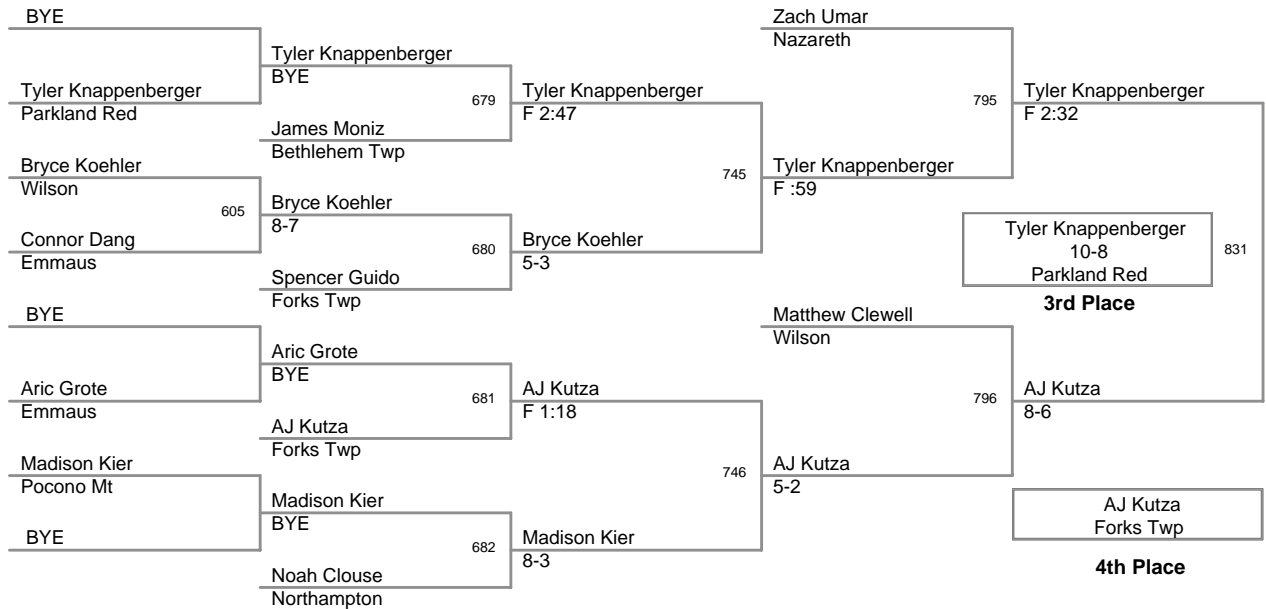 BYE
Tyler Knappenberger
Parkland Red
Bryce Koehler
Wilson
605
Connor Dang
Emmaus
BYE
Aric Grote
Emmaus
Madison Kier
Pocono Mt
BYE
Tyler Knappenberger
BYE
679
James Moniz
Bethlehem Twp
Bryce Koehler
8-7
680
Spencer Guido
Forks Twp
Aric Grote
BYE
681
AJ Kutza
Forks Twp
Madison Kier
BYE
682
Noah Clouse
Northampton
Tyler Knappenberger
F 2:47
745
Bryce Koehler
5-3
AJ Kutza
F 1:18
746
Madison Kier
8-3
Zach Umar
Nazareth
795
Tyler Knappenberger
F :59
Matthew Clewell
Wilson
796
AJ Kutza
5-2
Tyler Knappenberger
F 2:32
831
AJ Kutza
8-6
Tyler Knappenberger
10-8
Parkland Red
3rd Place
AJ Kutza
Forks Twp
4th Place